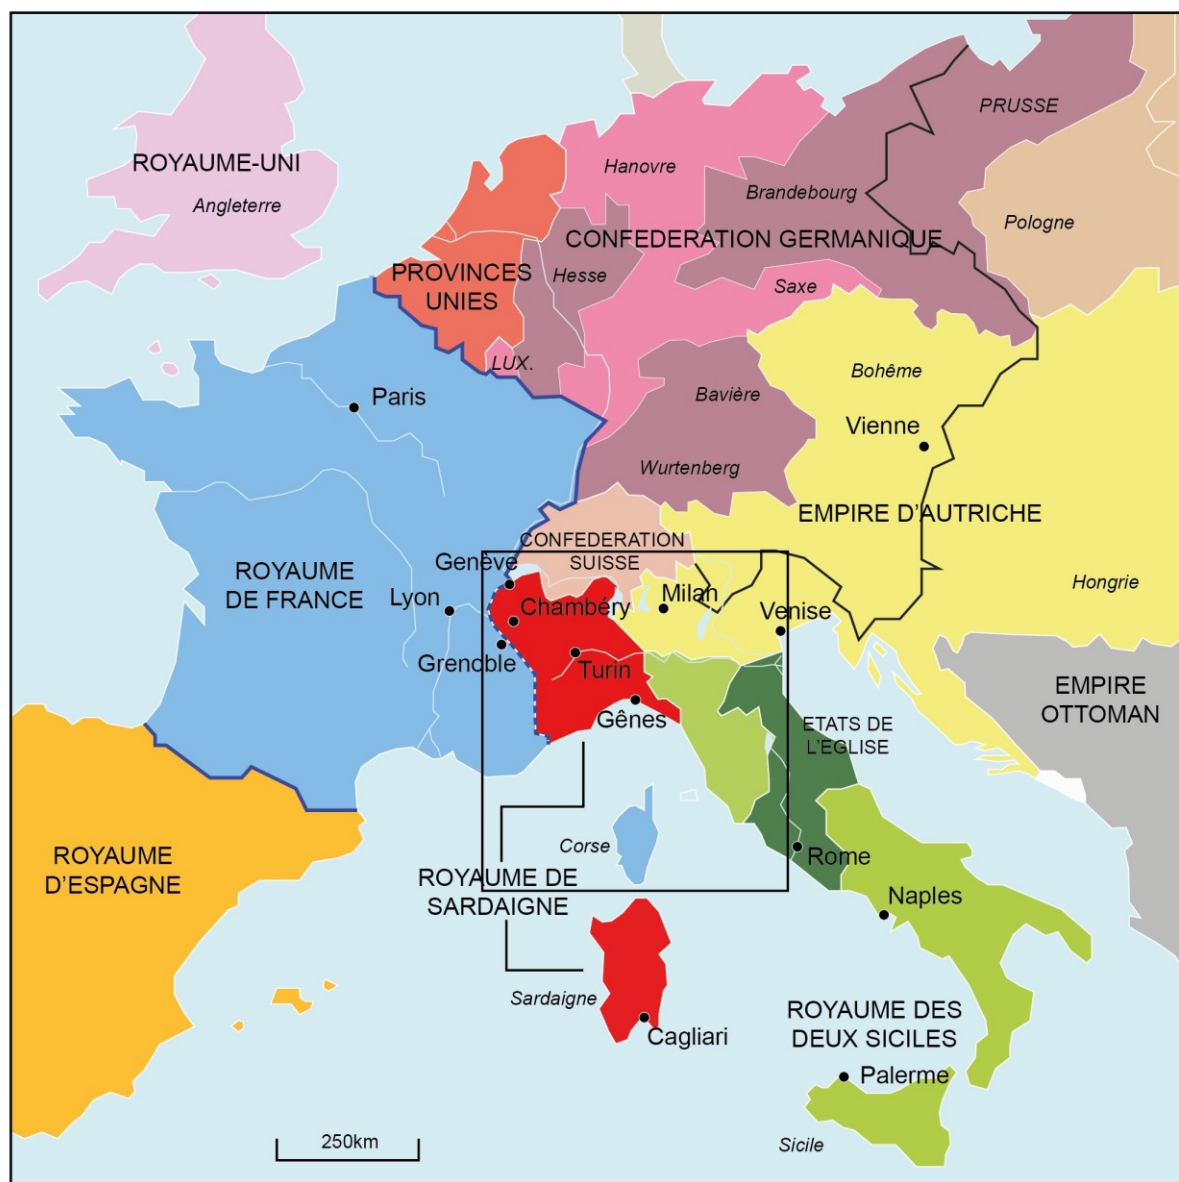 PRUSSE
ROYAUME-UNI
Angleterre
Hanovre
Brandebourg
Pologne
CONFEDERATION GERMANIQUE
PROVINCES
UNIES
Hesse
Saxe
LUX.
Bohême
Paris
Bavière
Vienne
Wurtenberg
EMPIRE D'AUTRICHE
CONFEDERATION
SUISSE
Genève
ROYAUME
DE FRANCE
Lyon
Chambéry
Milan
Venise
Hongrie
Grenoble
Turin
Gênes
EMPIRE
OTTOMAN
ETATS DE
L'EGLISE
Corse
Rome
ROYAUME
D'ESPAGNE
ROYAUME DE
SARDAIGNE
Naples
Sardaigne
Cagliari
ROYAUME DES
DEUX SICILES
Palerme
Sicile
250km